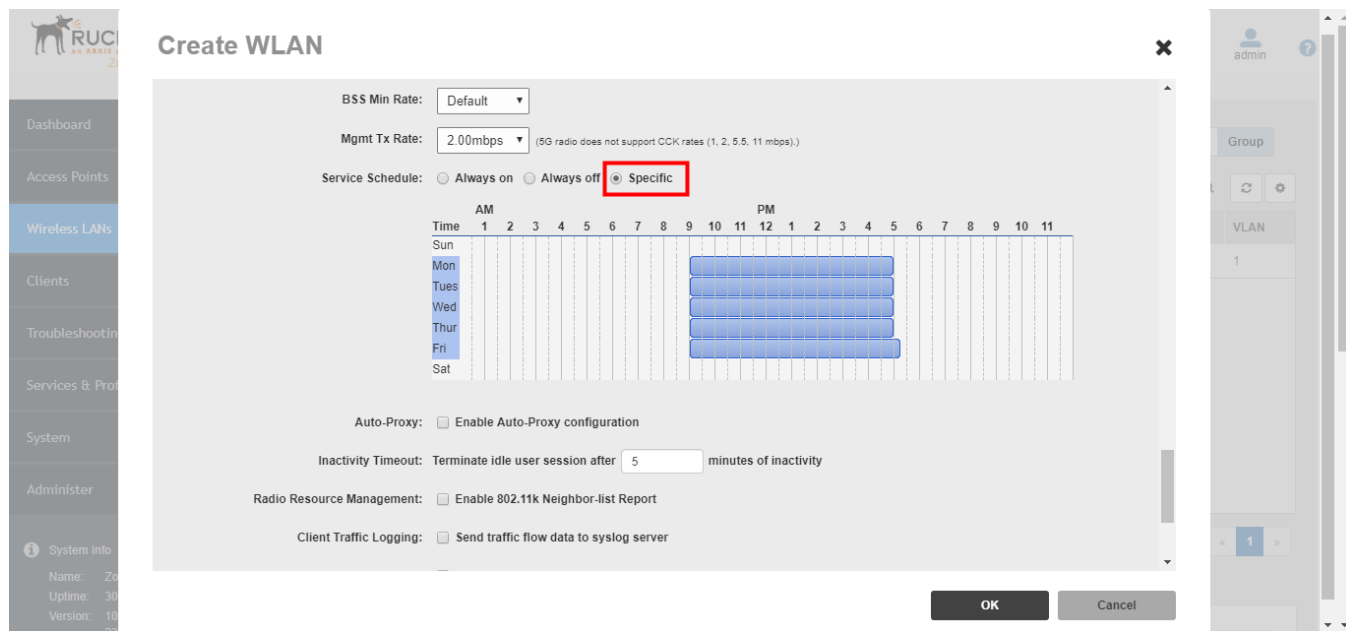 RUC
Create WLAN
admin
BSS Min Rate: Default
Dashboard
Mgmt Tx Rate: 2.00mbps (5G radio does not support CCK rates (1, 2, 5.5, 11 mbps).)
Group
Access Points
Service Schedule: Always on Always off Specific
AM PM
Time 1 2 3 4 5 6 7 8 9 10 11 12 1 2 3 4 5 6 7 8 9 10 11
Wireless LANs
VLAN
Sun
Mon
1
Tues
Clients
Wed
Thur
Troubleshootin
Fri
Sat
Services & Prot
Auto-Proxy: Enable Auto-Proxy configuration
System
Inactivity Timeout: Terminate idle user session after 5 minutes of inactivity
Administer
Radio Resource Management: Enable 802.11k Neighbor-list Report
Client Traffic Logging: Send traffic flow data to syslog server
System Info
« 1 »
Name: Zo
Uptime: 30
OK Cancel
Version: 10